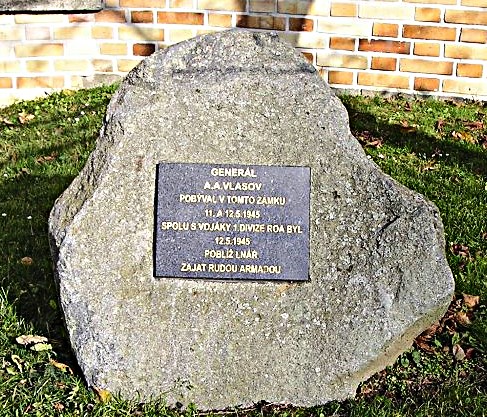 GENERÁL
A.A.VLASOV
POBÝVAL V TOMTO ZÁMKU
11. A 12.5.1945
SPOLU S VOJÁKY 1.DIVIZE ROA BYL
12.5.1945
POBLÍŽ LNÁŘ
ZAJAT RUDOU ARMÁDOU